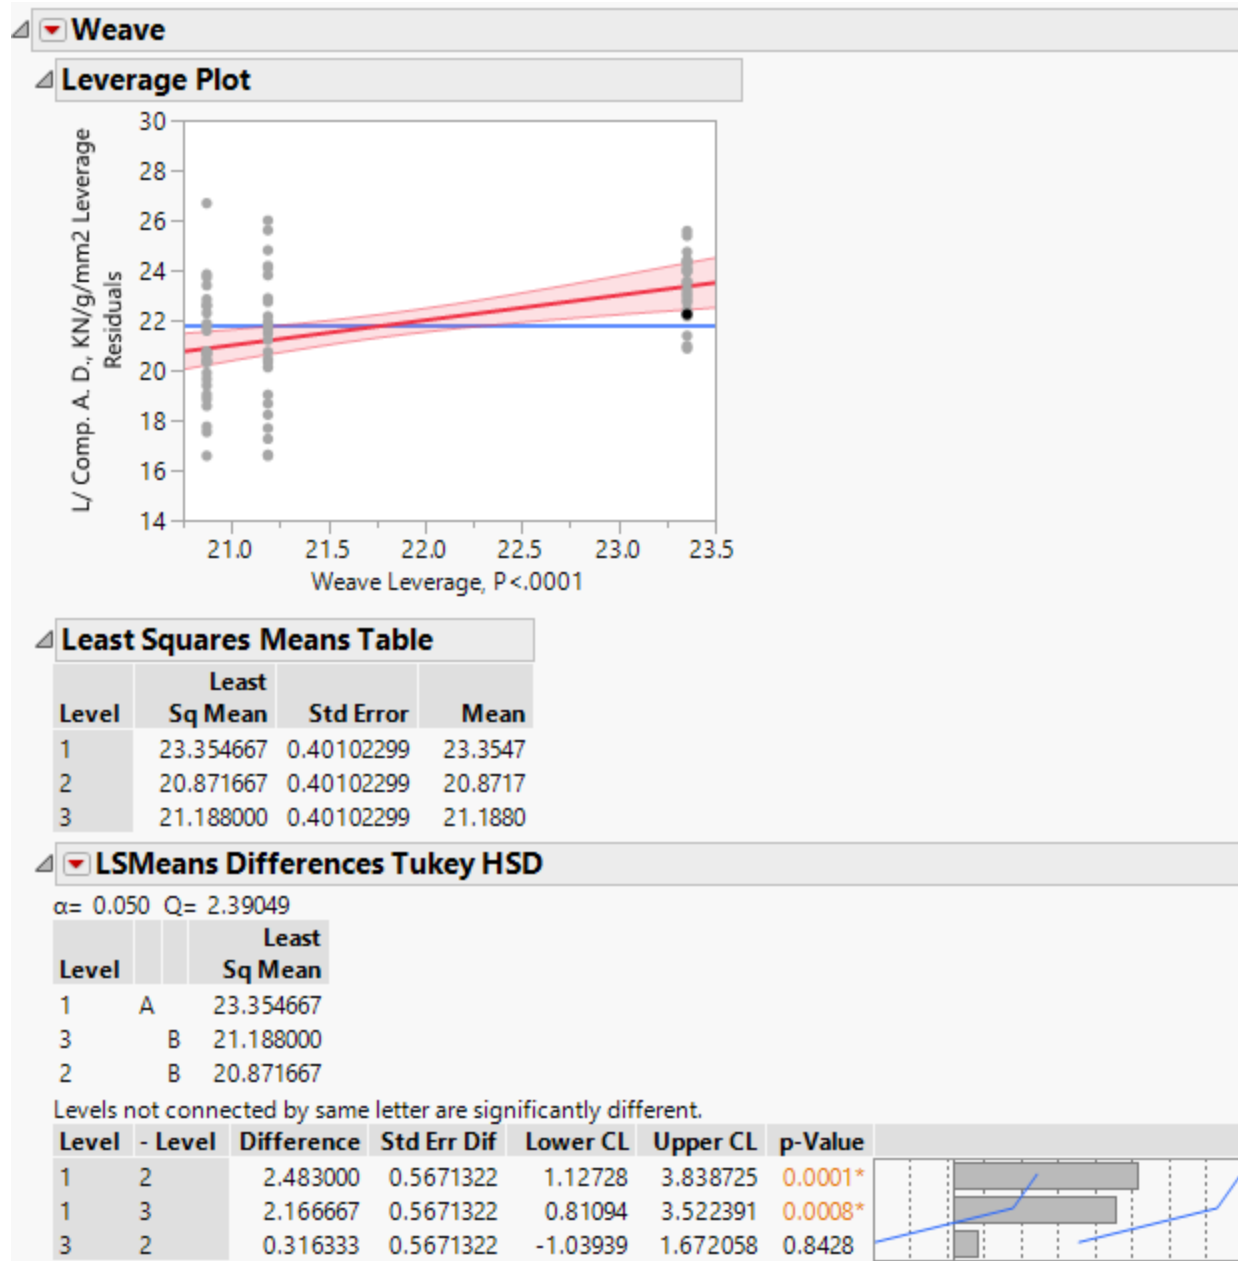 Weave
Leverage Plot
L/ Comp. A. D., KN/g/mm2 Leverage
Residuals
30
28
26
24
22
20
18
16
14
21.0 21.5 22.0 22.5 23.0 23.5
Weave Leverage, P<.0001
Least Squares Means Table
Least
Level Sq Mean Std Error Mean
1 23.354667 0.40102299 23.3547
2 20.871667 0.40102299 20.8717
3 21.188000 0.40102299 21.1880
LSMeans Differences Tukey HSD
α= 0.050 Q= 2.39049
Least
Level Sq Mean
1 A 23.354667
3 B 21.188000
2 B 20.871667
Levels not connected by same letter are significantly different.
Level - Level Difference Std Err Dif Lower CL Upper CL p-Value
1 2 2.483000 0.5671322 1.12728 3.838725 0.0001*
1 3 2.166667 0.5671322 0.81094 3.522391 0.0008*
3 2 0.316333 0.5671322 -1.03939 1.672058 0.8428